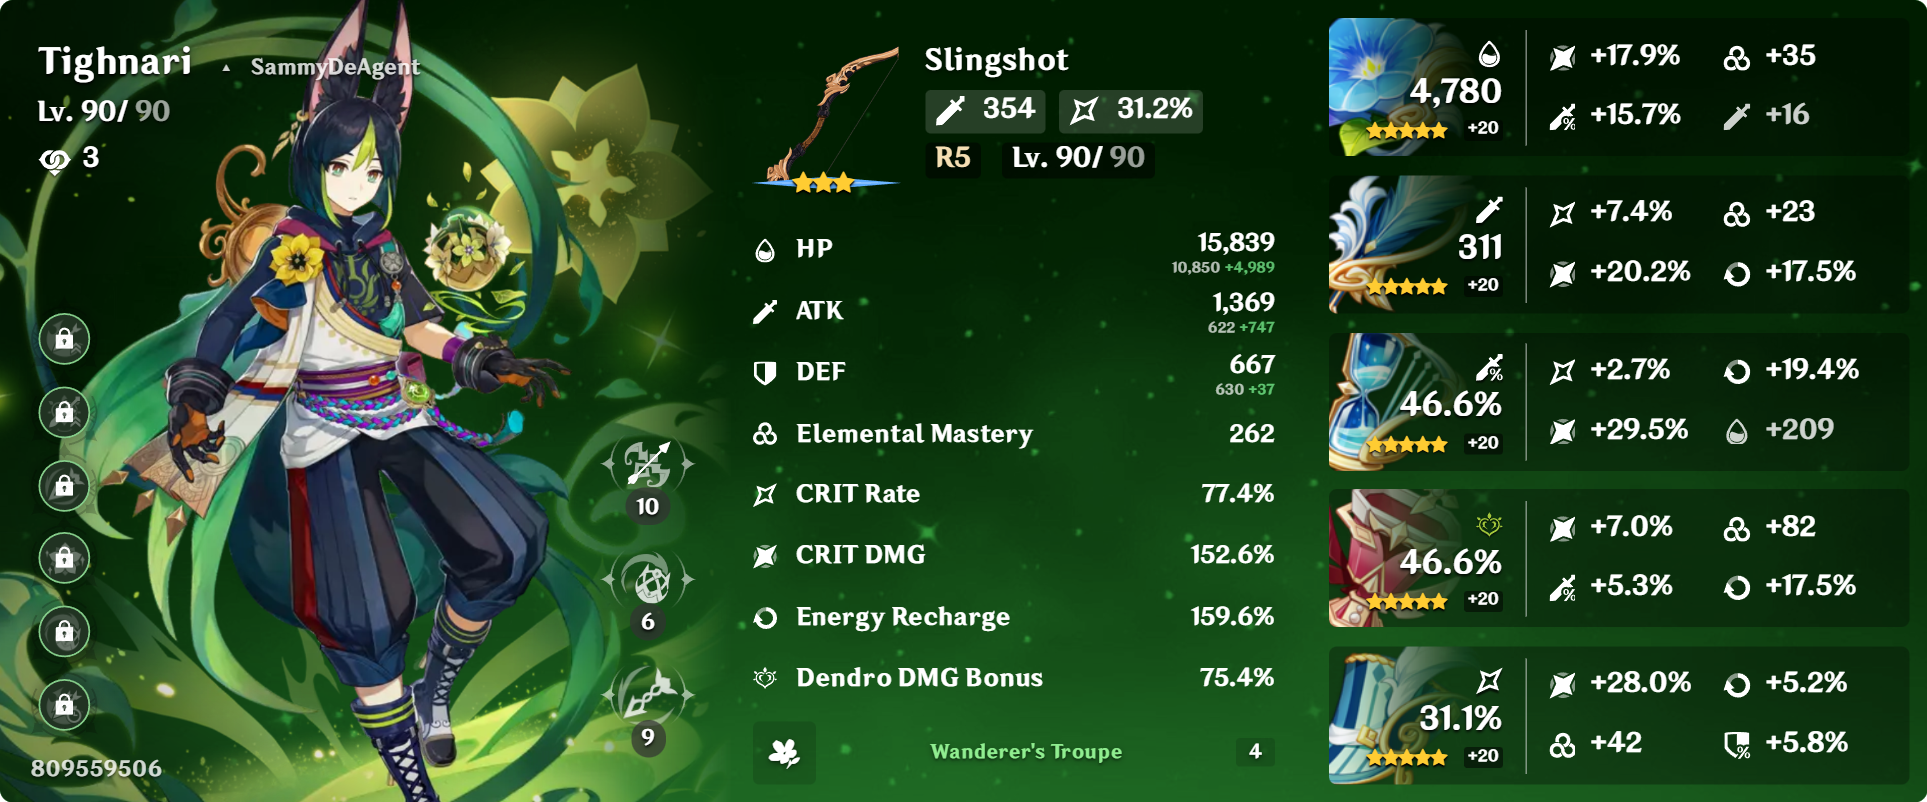 Tighnari ▲ SammyDeAgent
Lv. 90/ 90
3
10
6
9
809559506
Slingshot
354 31.2%
R5 Lv. 90/ 90
HP 15,839
10,850 +4,989
ATK 1,369
622 +747
DEF 667
630 +37
Elemental Mastery 262
CRIT Rate 77.4%
CRIT DMG 152.6%
Energy Recharge 159.6%
Dendro DMG Bonus 75.4%
Wanderer's Troupe 4
4,780
+20
+17.9% +35
+15.7% +16
311
+20
+7.4% +23
+20.2% +17.5%
46.6%
+20
+2.7% +19.4%
+29.5% +209
46.6%
+20
+7.0% +82
+5.3% +17.5%
31.1%
+20
+28.0% +5.2%
+42 +5.8%